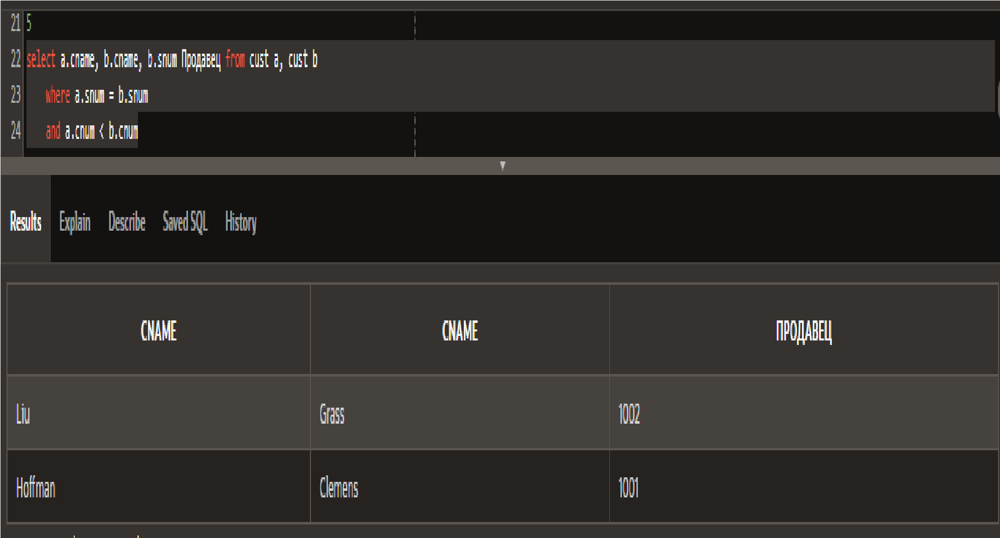 21 5
22 select a.cname, b.cname, b.snum Продавец from cust a, cust b
23 where a.snum = b.snum
24 and a.cnum < b.cnum
Results Explain Describe Saved SQL History
CNAME CNAME ПРОДАВЕЦ
Liu Grass 1002
Hoffman Clemens 1001